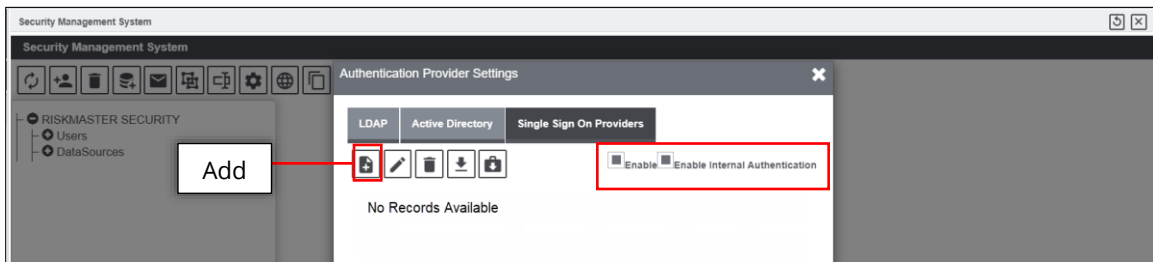 Security Management System
Security Management System
Authentication Provider Settings
RISKMASTER SECURITY
Users
DataSources
LDAP Active Directory Single Sign On Providers
Add
Enable Enable Internal Authentication
No Records Available